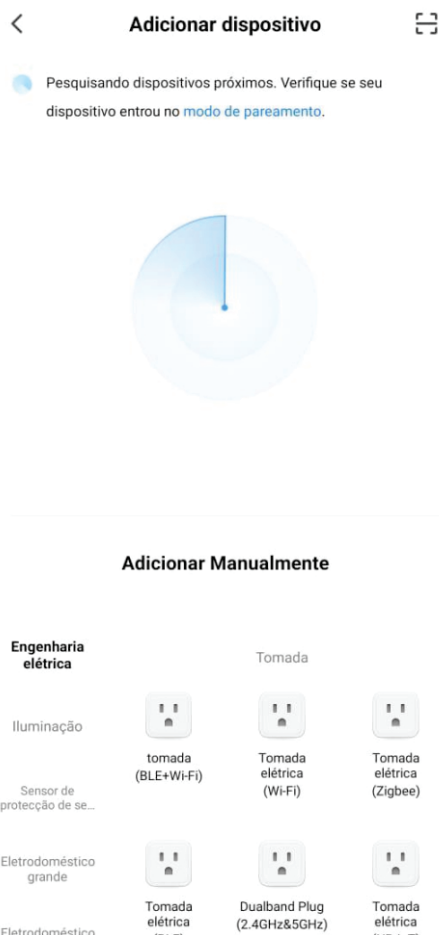 Adicionar dispositivo
Pesquisando dispositivos próximos. Verifique se seu
dispositivo entrou no modo de pareamento.
Adicionar Manualmente
Engenharia
elétrica
Iluminação
Sensor de
protecção de se...
Eletrodoméstico
grande
Eletrodoméstico
Tomada
tomada
(BLE+Wi-Fi)
Tomada
elétrica
(Wi-Fi)
Tomada
elétrica
(Zigbee)
Tomada
elétrica
Dualband Plug
(2.4GHz&5GHz)
Tomada
elétrica